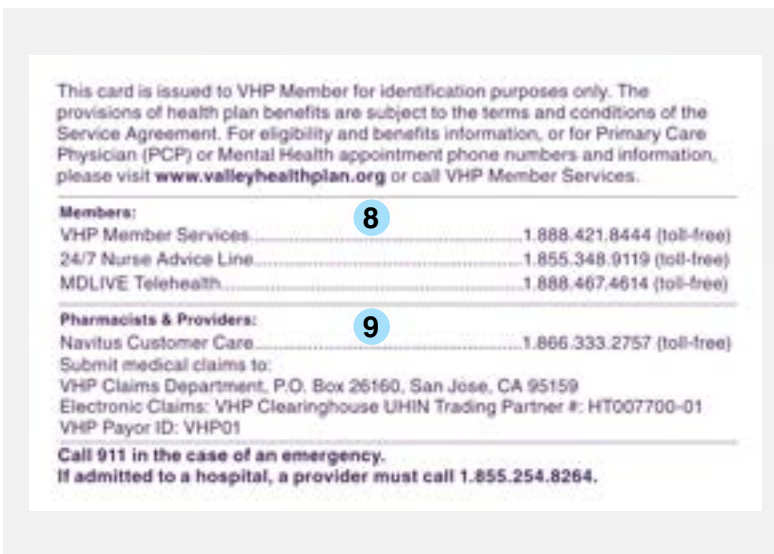 This card is issued to VHP Member for identification purposes only. The
provisions of health plan benefits are subject to the terms and conditions of the
Service Agreement. For eligibility and benefits information, or for Primary Care
Physician (PCP) or Mental Health appointment phone numbers and information,
please visit www.valleyhealthplan.org or call VHP Member Services.
Members:
8
VHP Member Services................................................1.888.421.8444 (toll-free)
24/7 Nurse Advice Line................................................1.855.348.9119 (toll-free)
MDLIVE Telehealth................................................1.888.467.4614 (toll-free)
Pharmacists & Providers:
9
Navitus Customer Care................................................1.866.333.2757 (toll-free)
Submit medical claims to:
VHP Claims Department, P.O. Box 26160, San Jose, CA 95159
Electronic Claims: VHP Clearinghouse UHIN Trading Partner #: HT007700-01
VHP Payor ID: VHP01
Call 911 in the case of an emergency.
If admitted to a hospital, a provider must call 1.855.254.8264.